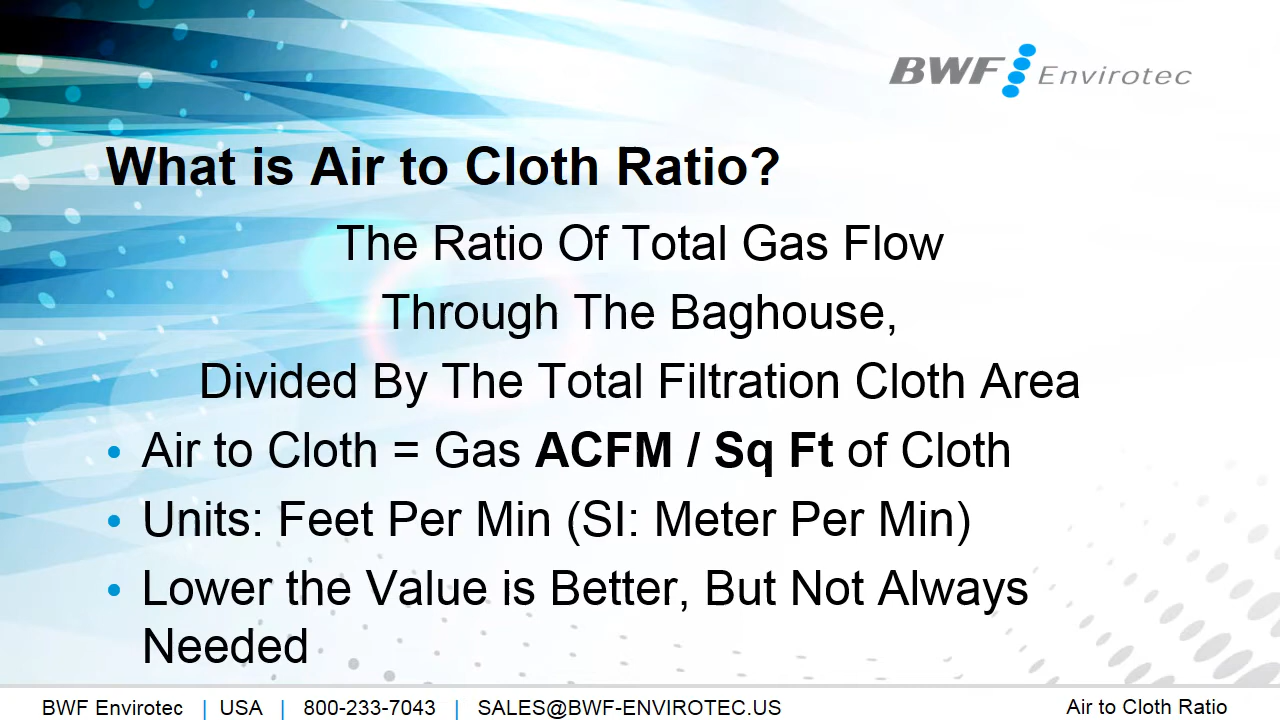 BWF Envirotec
What is Air to Cloth Ratio?
The Ratio Of Total Gas Flow
Through The Baghouse,
Divided By The Total Filtration Cloth Area
• Air to Cloth = Gas ACFM / Sq Ft of Cloth
• Units: Feet Per Min (SI: Meter Per Min)
• Lower the Value is Better, But Not Always
Needed
BWF Envirotec | USA | 800-233-7043 | SALES@BWF-ENVIROTEC.US Air to Cloth Ratio